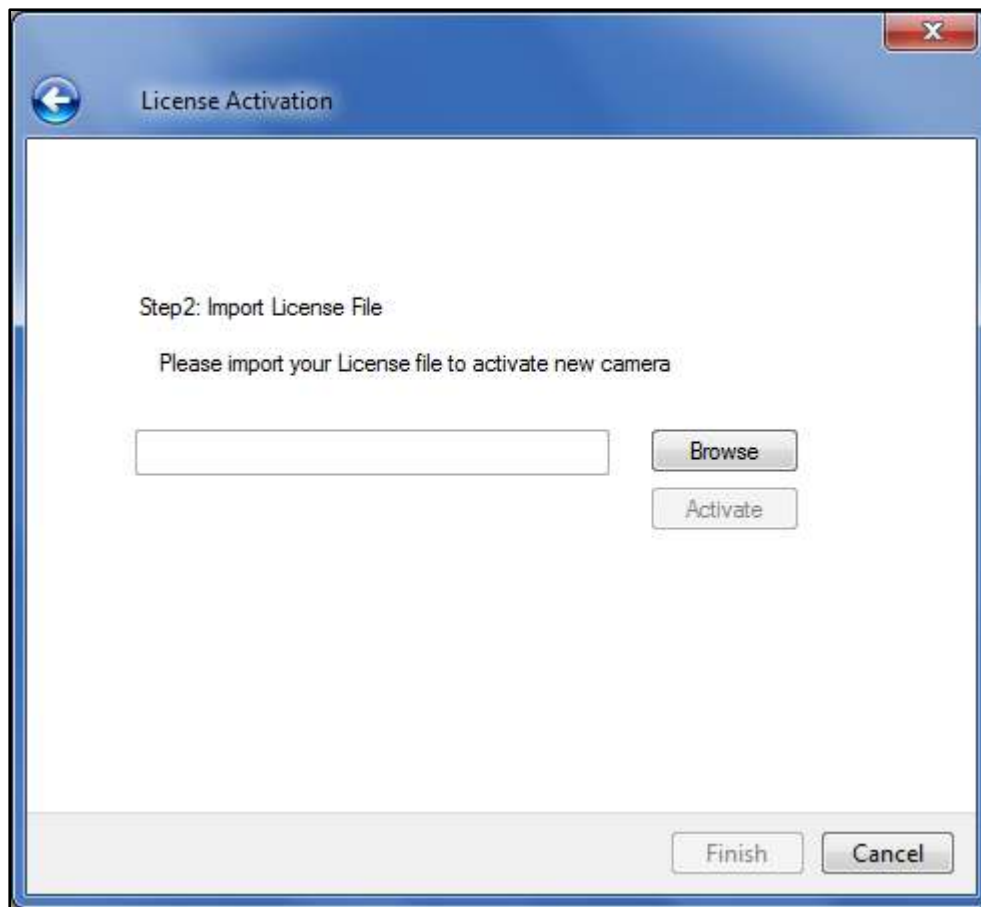 License Activation
Step2: Import License File
Please import your License file to activate new camera
Browse
Activate
Finish
Cancel